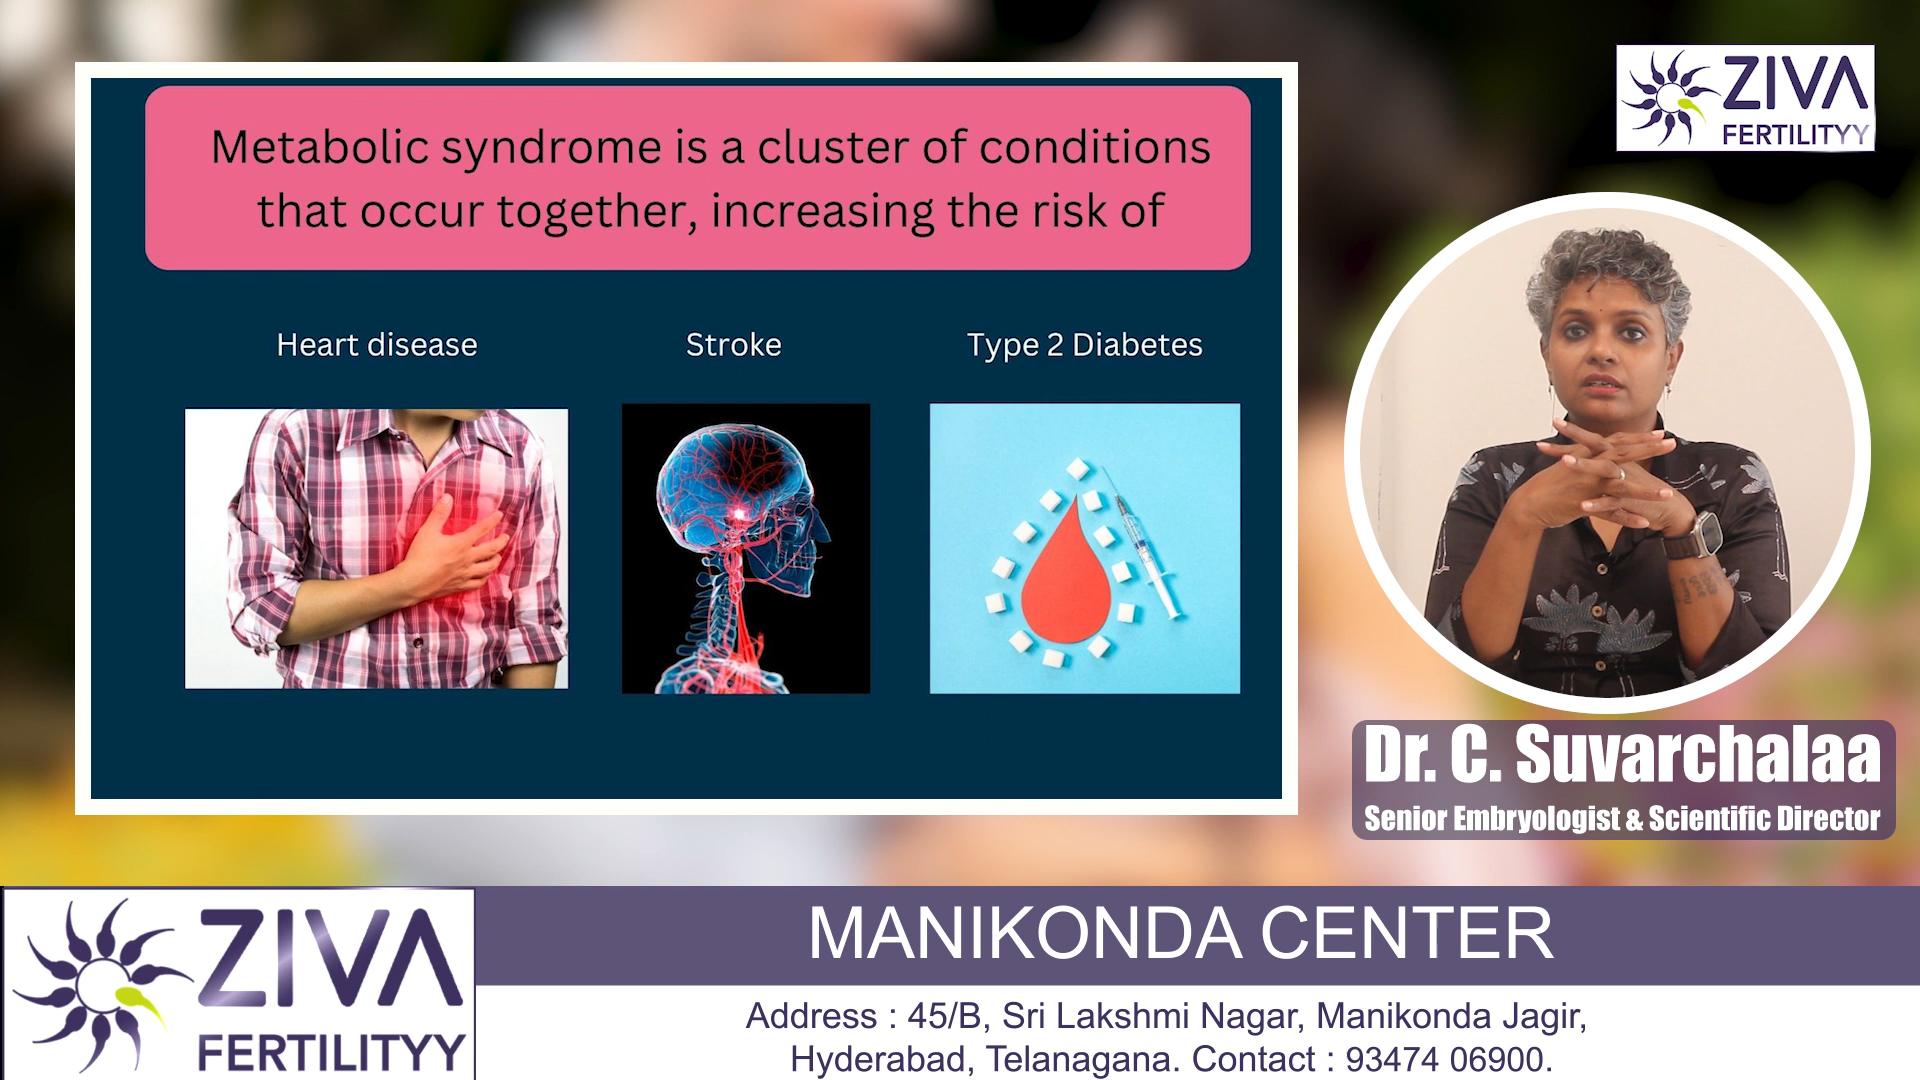 Metabolic syndrome is a cluster of conditions
that occur together, increasing the risk of
Heart disease
Stroke
Type 2 Diabetes
ZIVA
FERTILITYY
Dr. C. Suvarchalaa
Senior Embryologist & Scientific Director
ZIVA
FERTILITYY
MANIKONDA CENTER
Address : 45/B, Sri Lakshmi Nagar, Manikonda Jagir,
Hyderabad, Telanagana. Contact : 93474 06900.